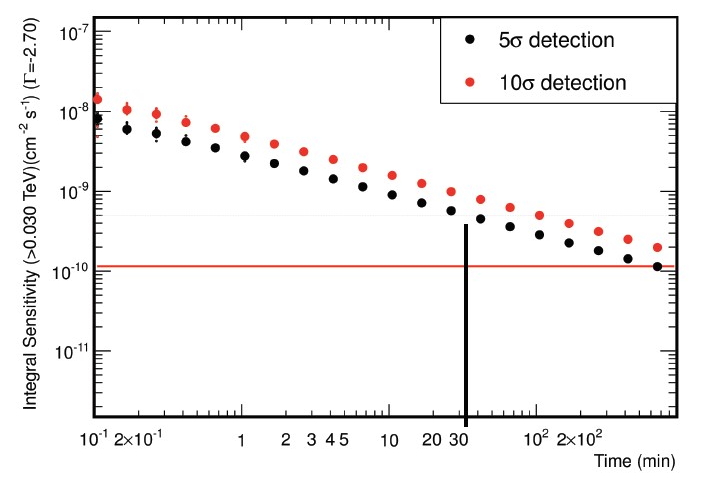 Integral Sensitivity (>0.030 TeV)(cm⁻² s⁻¹) (Γ=-2.70)
10⁻⁷
10⁻⁸
10⁻⁹
10⁻¹⁰
10⁻¹¹
5σ detection
10σ detection
10⁻¹ 2×10⁻¹ 1 2 3 4 5 10 20 30 10² 2×10²
Time (min)